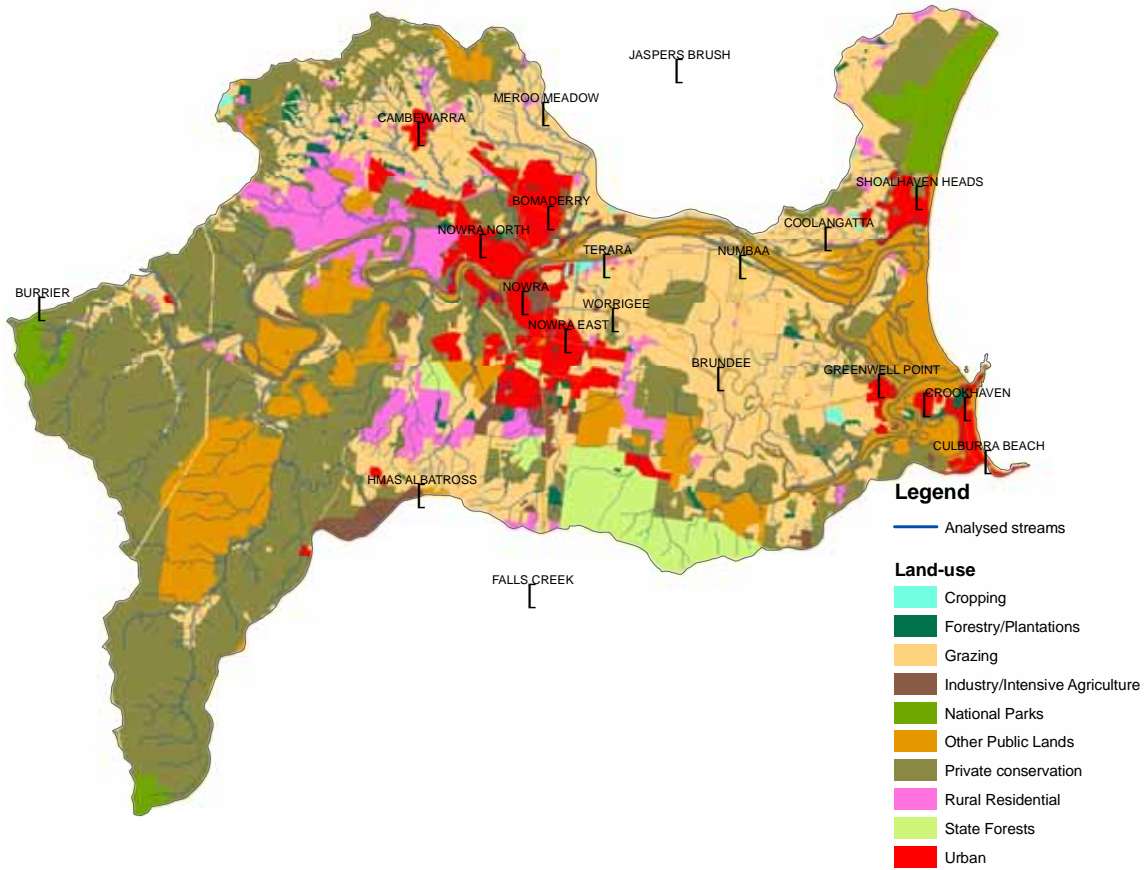 JASPERS BRUSH
MEROO MEADOW
CAMBEWARRA
SHOALHAVEN HEADS
BOMADERRY
COOLANGATTA
NOWRA NORTH
TERARA
NUMBAA
BURRIER
NOWRA
WORRIGEE
NOWRA EAST
BRUNDEE
GREENWELL POINT
CROOKHAVEN
CULBURRA BEACH
HMAS ALBATROSS
FALLS CREEK
Legend
Analysed streams
Land-use
Cropping
Forestry/Plantations
Grazing
Industry/Intensive Agriculture
National Parks
Other Public Lands
Private conservation
Rural Residential
State Forests
Urban